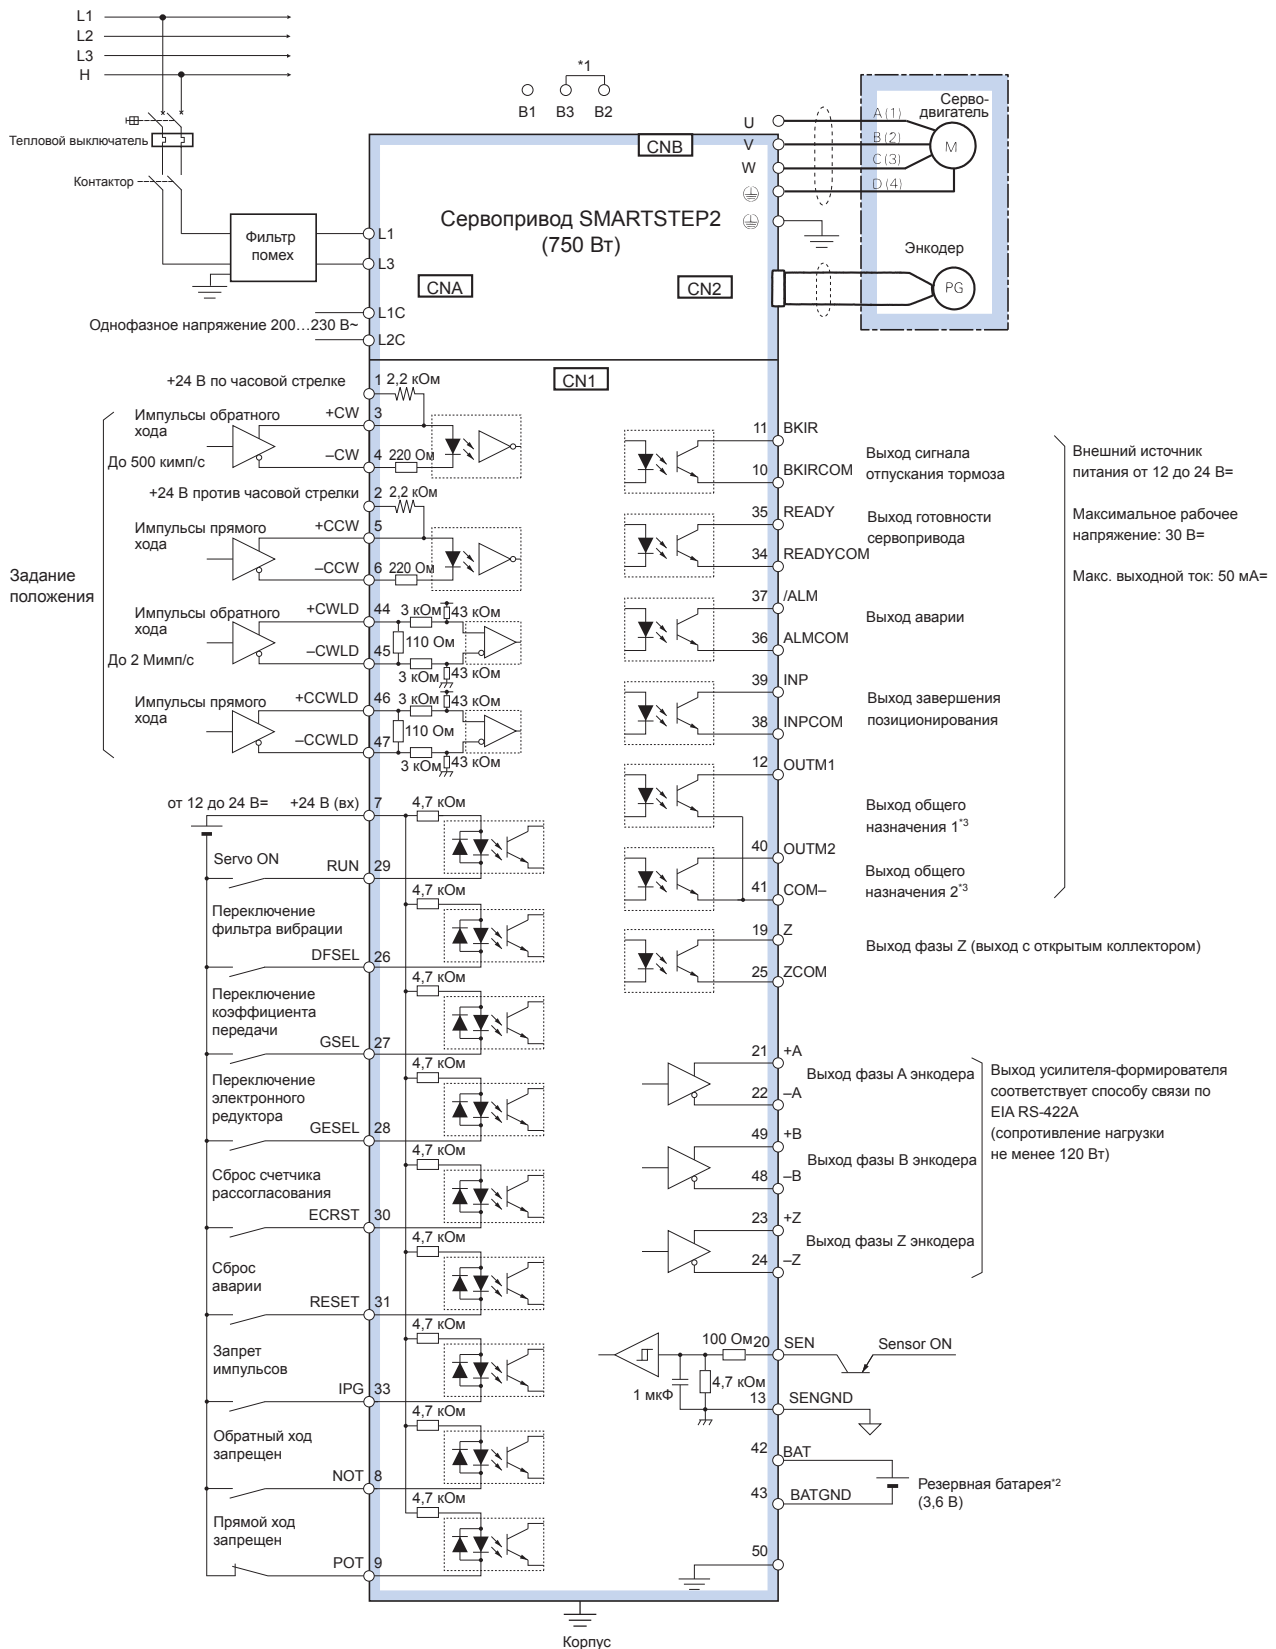 L1
L2
L3
Н
Тепловой выключатель
Контактор
Фильтр
помех
*1
B1
B3
B2
CNB
Сервопривод SMARTSTEP2
(750 Вт)
CNA
CN2
L1
L3
L1C
L2C
Однофазное напряжение 200…230 В~
U
V
W
A (1)
B (2)
C (3)
D (4)
Серво-
двигатель
M
Энкодер
PG
CN1
+24 В по часовой стрелке
1
2,2 кОм
Импульсы обратного
хода
+CW
3
До 500 кимп/с
–CW
4
220 Ом
+24 В против часовой стрелки
2
2,2 кОм
Импульсы прямого
хода
+CCW
5
–CCW
6
220 Ом
Задание
положения
Импульсы обратного
хода
+CWLD
44
3 кОм
43 кОм
110 Ом
До 2 Мимп/с
–CWLD
45
3 кОм
43 кОм
Импульсы прямого
хода
+CCWLD
46
3 кОм
43 кОм
110 Ом
–CCWLD
47
3 кОм
43 кОм
от 12 до 24 В=
+24 В (вх)
7
4,7 кОм
Servo ON
RUN
29
4,7 кОм
Переключение
фильтра вибрации
DFSEL
26
4,7 кОм
Переключение
коэффициента
передачи
GSEL
27
4,7 кОм
Переключение
электронного
редуктора
GESEL
28
4,7 кОм
Сброс счетчика
рассогласования
ECRST
30
4,7 кОм
Сброс
аварии
RESET
31
4,7 кОм
Запрет
импульсов
IPG
33
4,7 кОм
Обратный ход
запрещен
NOT
8
4,7 кОм
Прямой ход
запрещен
POT
9
11
BKIR
10
BKIRCOM
Выход сигнала
отпускания тормоза
35
READY
34
READYCOM
Выход готовности
сервопривода
37
/ALM
36
ALMCOM
Выход аварии
39
INP
38
INPCOM
Выход завершения
позиционирования
12
OUTM1
Выход общего
назначения 1*3
40
OUTM2
41
COM–
Выход общего
назначения 2*3
19
Z
25
ZCOM
Выход фазы Z (выход с открытым коллектором)
Внешний источник
питания от 12 до 24 В=
Максимальное рабочее
напряжение: 30 В=
Макс. выходной ток: 50 мА=
21
+A
22
–A
Выход фазы А энкодера
49
+B
48
–B
Выход фазы В энкодера
23
+Z
24
–Z
Выход фазы Z энкодера
Выход усилителя-формирователя
соответствует способу связи по
EIA RS-422A
(сопротивление нагрузки
не менее 120 Вт)
100 Ом
20
SEN
Sensor ON
1 мкФ
4,7 кОм
13
SENGND
42
BAT
43
BATGND
Резервная батарея*2
(3,6 В)
50
Корпус